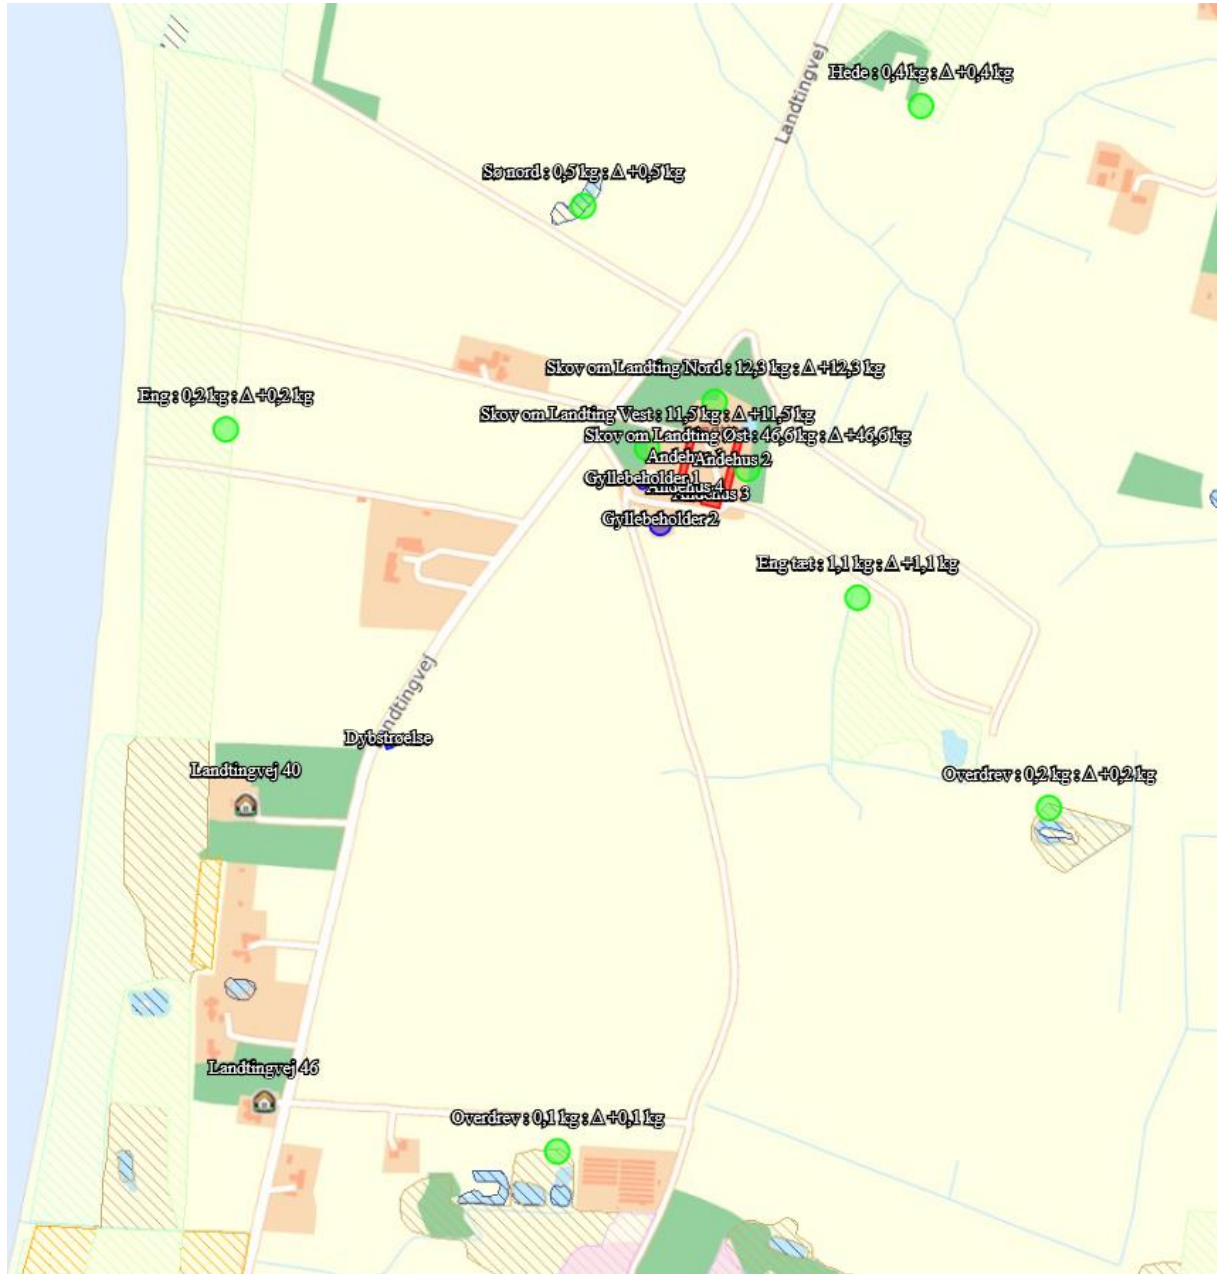 Landtingvej
Hede : 0,4 kg : Δ +0,4 kg
Sø nord : 0,5 kg : Δ +0,5 kg
Skov om Landting Nord : 12,3 kg : Δ +12,3 kg
Eng : 0,2 kg : Δ +0,2 kg
Skov om Landting Vest : 11,5 kg : Δ +11,5 kg
Skov om Landting Øst : 46,6 kg : Δ +46,6 kg
Andehus 2
Gyllebeholder 1
Andehus 4
Andehus 3
Gyllebeholder 2
Eng tæt : 1,1 kg : Δ +1,1 kg
Landtingvej
Dybstrøelse
Landtingvej 40
Overdrev : 0,2 kg : Δ +0,2 kg
Landtingvej 46
Overdrev : 0,1 kg : Δ +0,1 kg